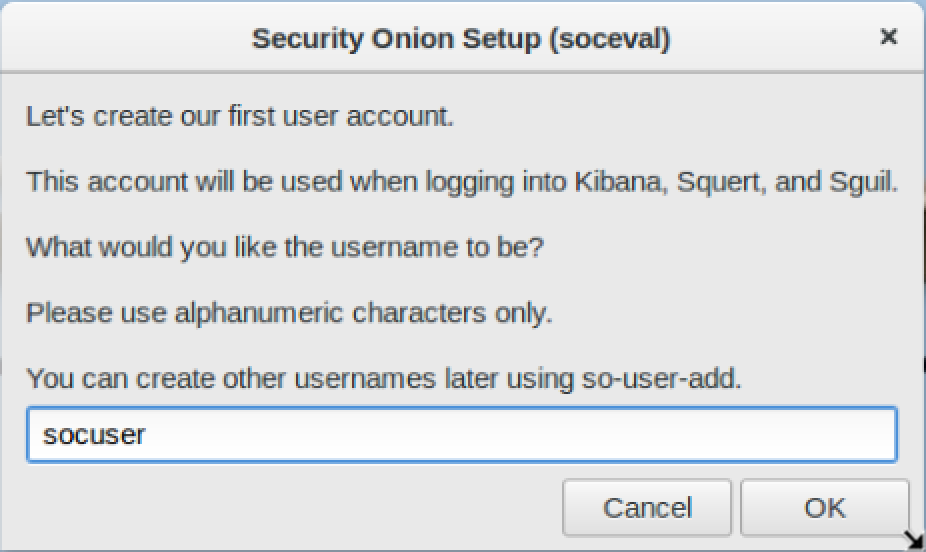 Security Onion Setup (soceval)
Let's create our first user account.
This account will be used when logging into Kibana, Squert, and Sguil.
What would you like the username to be?
Please use alphanumeric characters only.
You can create other usernames later using so-user-add.
socuser
Cancel OK